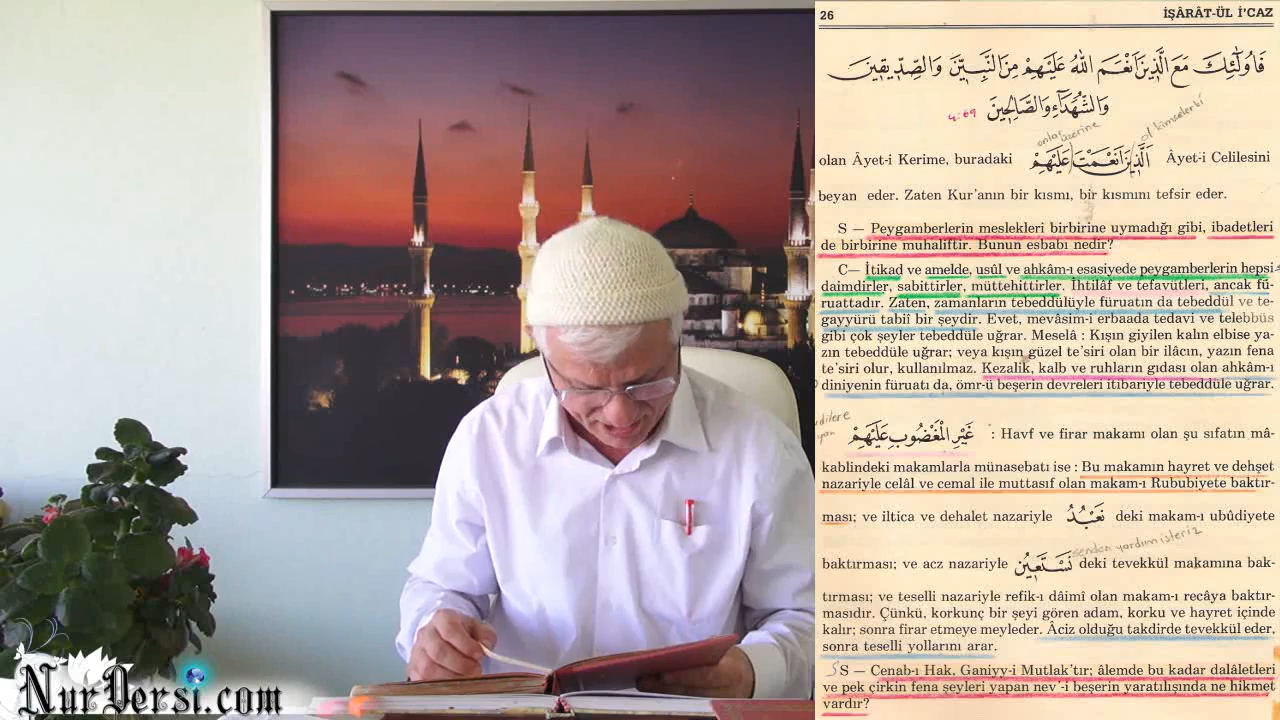 26
İŞÂRÂT-ÜL İ'CAZ
فَاُولٰٓئِكَ مَعَ الَّذِينَ اَنْعَمَ اللّٰهُ عَلَيْهِمْ مِنَ النَّبِيّٖنَ وَالصِّدّٖيقٖينَ
وَالشُّهَدَٓاءِ وَالصَّالِحٖينَ
4:69
onlar üzerine
ol kimseler ki
olan Âyet-i Kerime, buradaki اَلَّذٖينَ اَنْعَمْتَ عَلَيْهِمْ Âyet-i Celilesini
beyan eder. Zaten Kur'anın bir kısmı, bir kısmını tefsir eder.
S — Peygamberlerin meslekleri birbirine uymadığı gibi, ibadetleri
de birbirine muhaliftir. Bunun esbabı nedir?
C— İtikad ve amelde, usûl ve ahkâm-ı esasiyede peygamberlerin hepsi
daimdirler, sabittirler, müttehittirler. İhtilâf ve tefavütleri, ancak fü-
ruattadır. Zaten, zamanların tebeddülüyle füruatın da tebeddül ve te-
gayyürü tabiî bir şeydir. Evet, mevâsim-i erbaada tedavi ve telebbüs
gibi çok şeyler tebeddüle uğrar. Meselâ : Kışın giyilen kalın elbise ya-
zın tebeddüle uğrar; veya kışın güzel te'siri olan bir ilâcın, yazın fena
te'siri olur, kullanılmaz. Kezalik, kalb ve ruhların gıdası olan ahkâm-ı
diniyenin füruatı da, ömr-ü beşerin devreleri itibariyle tebeddüle uğrar.
غَيْرِ الْمَغْضُوبِ عَلَيْهِمْ : Havf ve firar makamı olan şu sıfatın mâ-
kablindeki makamlarla münasebatı ise : Bu makamın hayret ve dehşet
nazariyle celâl ve cemal ile muttasıf olan makam-ı Rububiyete baktır-
ması; ve iltica ve dehalet nazariyle نَعْبُدُ deki makam-ı ubûdiyete
senden yardım isteriz
baktırması; ve acz nazariyle نَسْتَعٖينُ deki tevekkül makamına bak-
tırması; ve teselli nazariyle refik-ı dâimî olan makam-ı recâya baktır-
masıdır. Çünkü, korkunç bir şeyi gören adam, korku ve hayret içinde
kalır; sonra firar etmeye meyleder. Âciz olduğu takdirde tevekkül eder,
sonra teselli yollarını arar.
S — Cenab-ı Hak, Ganiyy-i Mutlak'tır; âlemde bu kadar dalâletleri
ve pek çirkin fena şeyleri yapan nev -i beşerin yaratılışında ne hikmet
vardır?
NurDersi.com